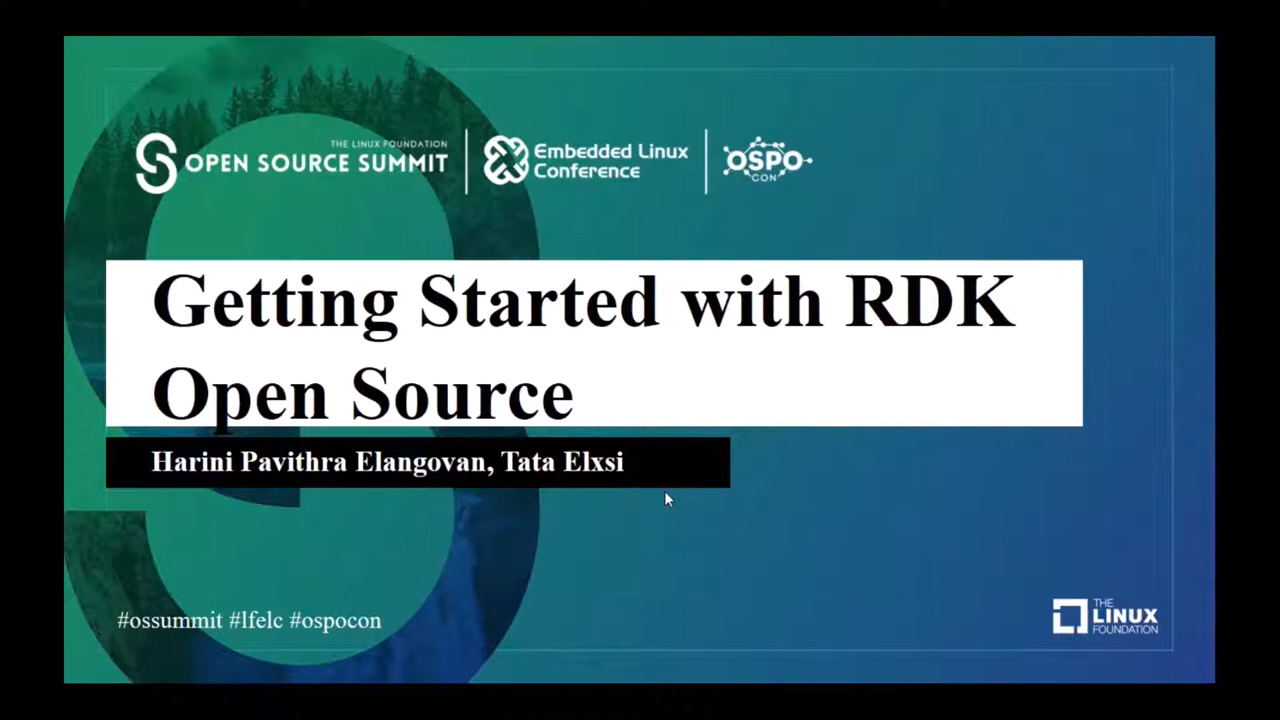 THE LINUX FOUNDATION
OPEN SOURCE SUMMIT
Embedded Linux
Conference
OSPO
CON
Getting Started with RDK
Open Source
Harini Pavithra Elangovan, Tata Elxsi
#ossummit #lfelc #ospocon
THE
LINUX
FOUNDATION